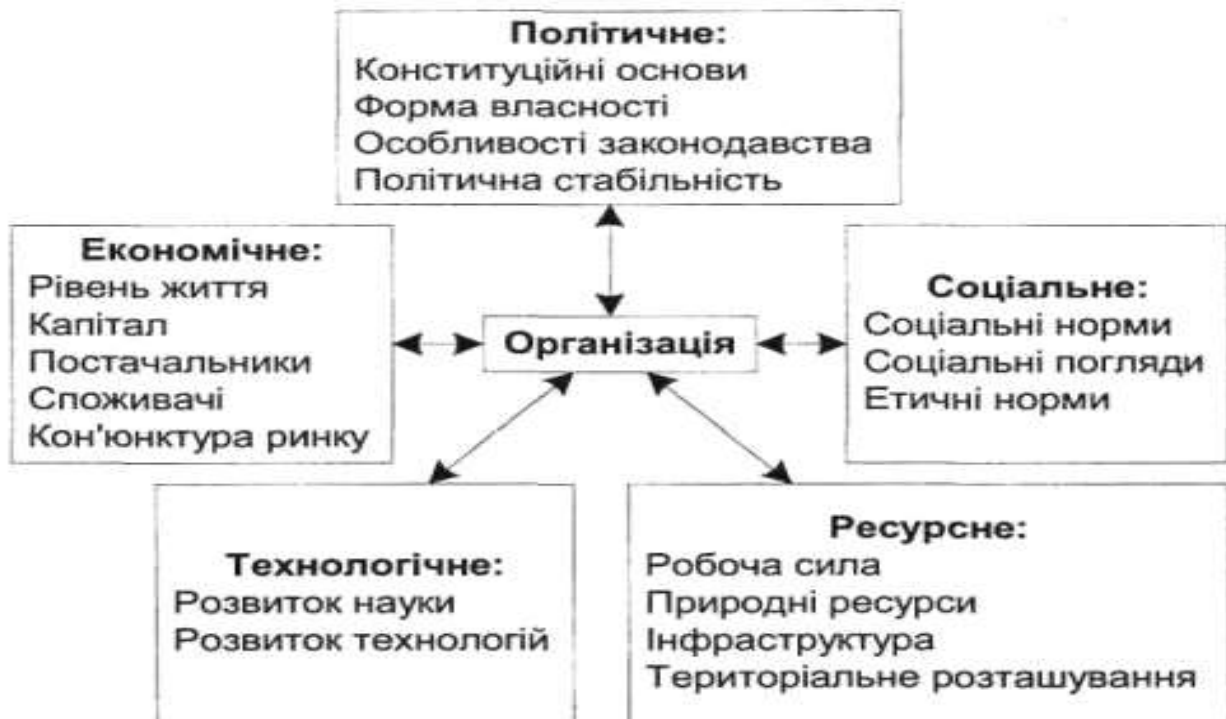 Політичне:
Конституційні основи
Форма власності
Особливості законодавства
Політична стабільність
Економічне:
Рівень життя
Капітал
Постачальники
Споживачі
Кон'юнктура ринку
Організація
Соціальне:
Соціальні норми
Соціальні погляди
Етичні норми
Технологічне:
Розвиток науки
Розвиток технологій
Ресурсне:
Робоча сила
Природні ресурси
Інфраструктура
Територіальне розташування